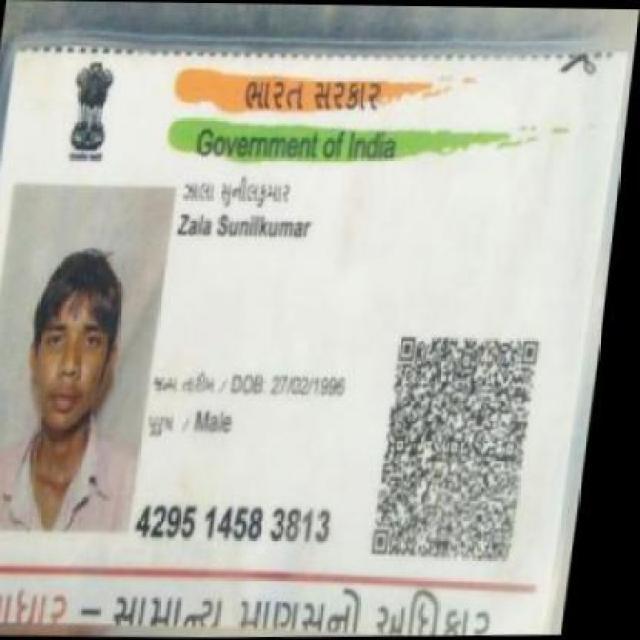 ભારત સરકાર
Government of India
ઝાલા સુનીલકુમાર
Zala Sunilkumar
જન્મ તારીખ / DOB: 27/02/1996
પુરુષ / Male
4295 1458 3813
આધાર – સામાન્ય માણસનો અધિકાર